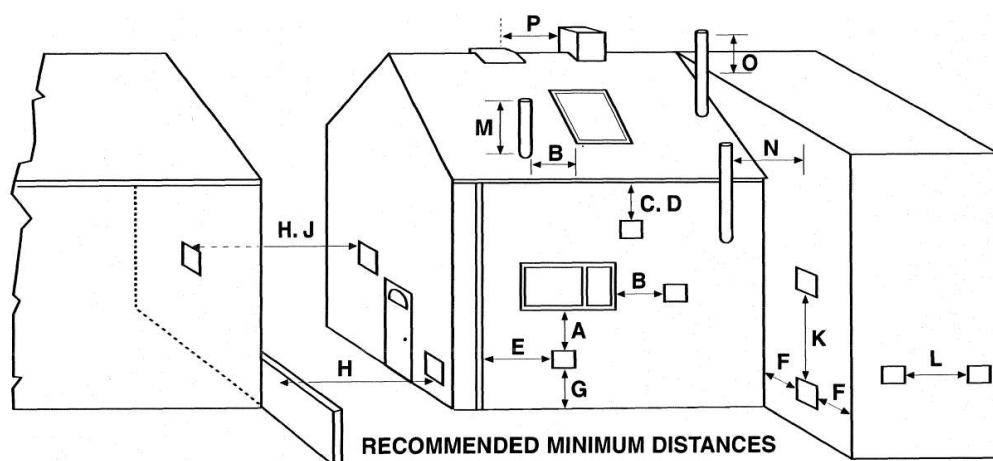 P
O
M
B
N
C. D
H. J
B
A
E
K
G
F
F
L
H
RECOMMENDED MINIMUM DISTANCES